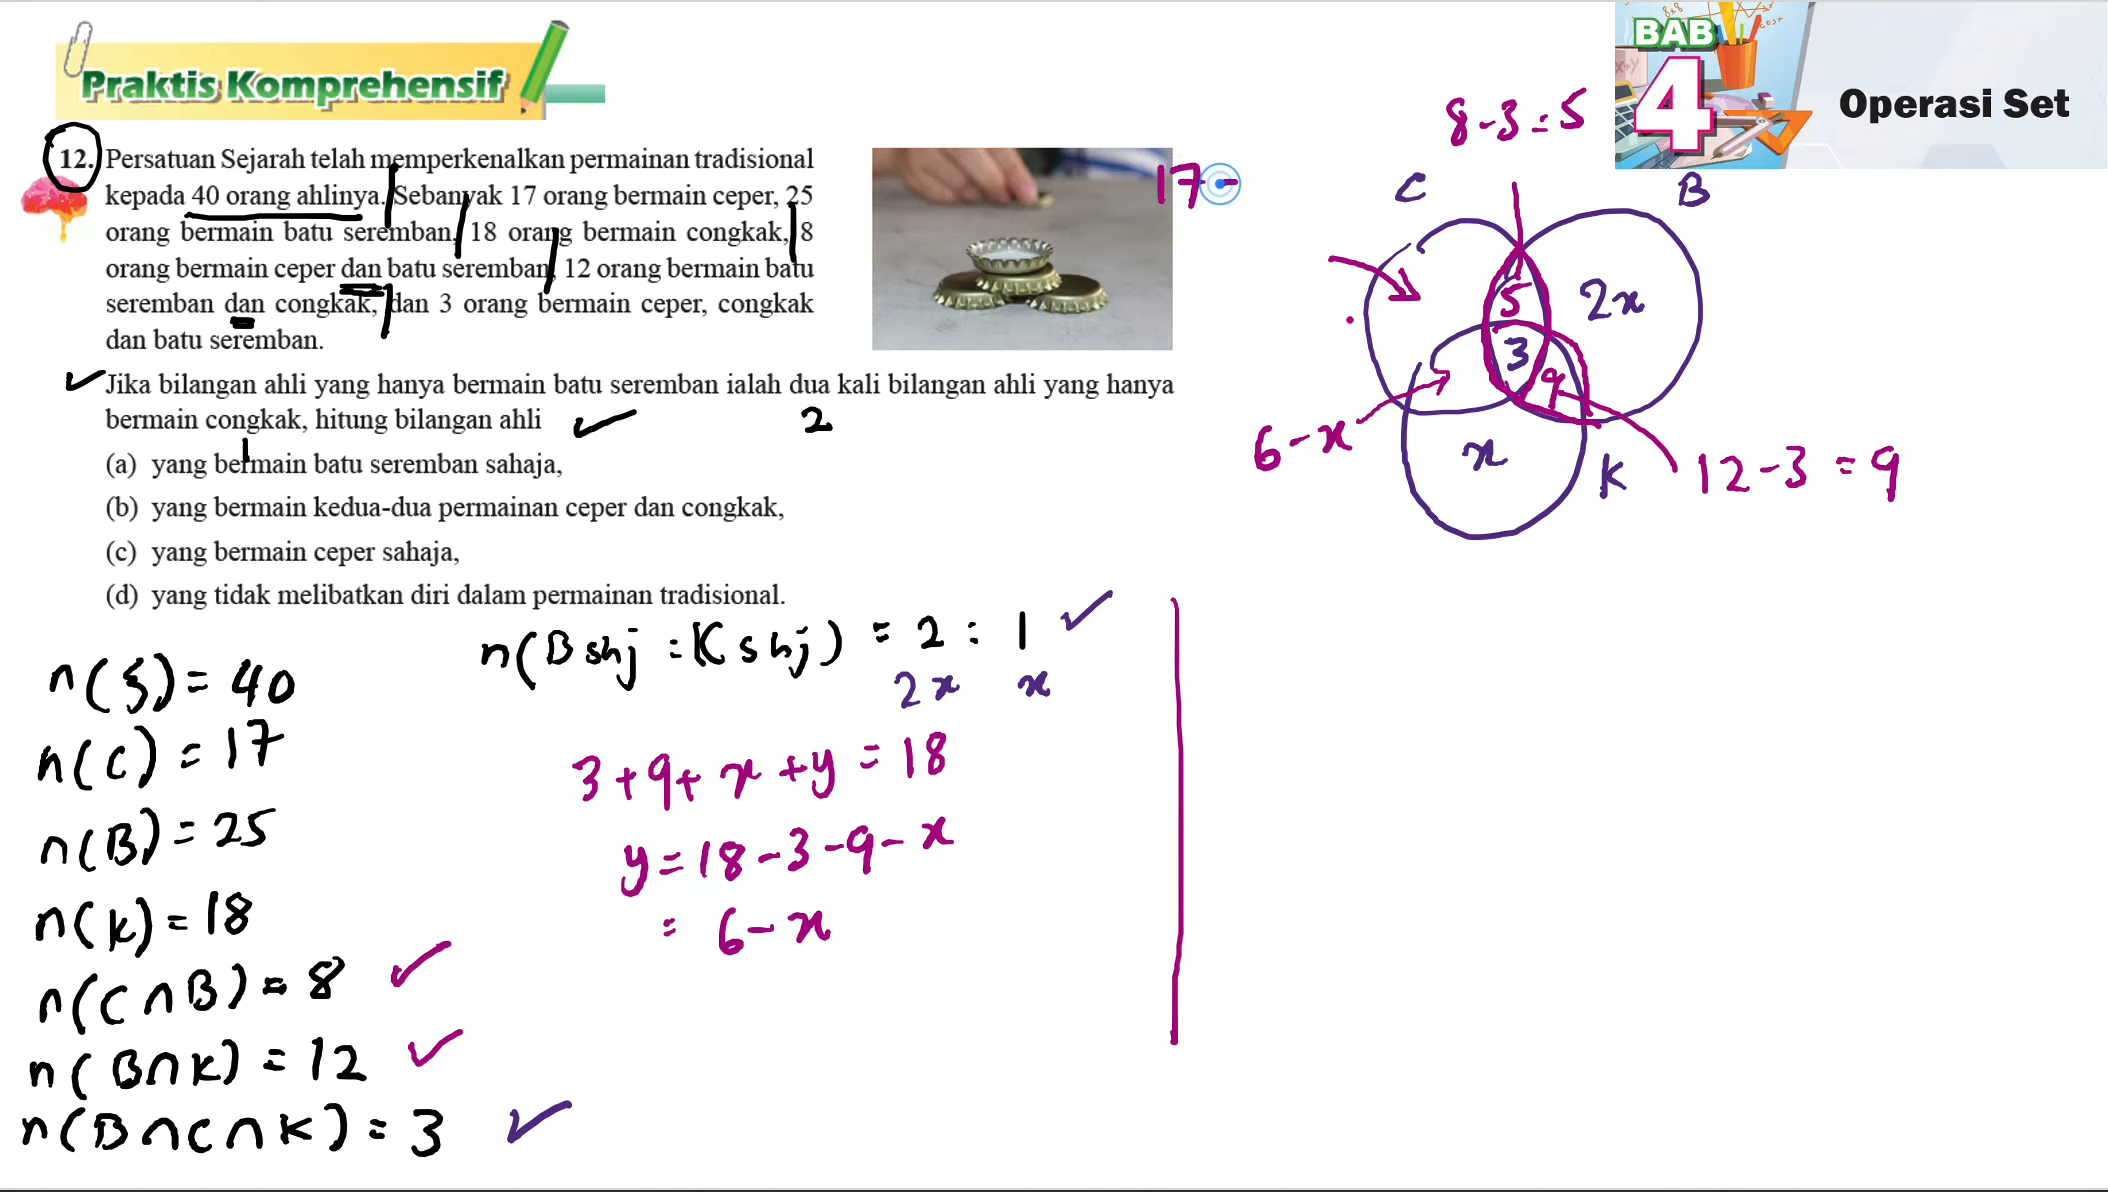 Praktis Komprehensif
BAB 4
Operasi Set
12. Persatuan Sejarah telah memperkenalkan permainan tradisional
kepada 40 orang ahlinya. Sebanyak 17 orang bermain ceper, 25
orang bermain batu seremban, 18 orang bermain congkak, 8
orang bermain ceper dan batu seremban, 12 orang bermain batu
seremban dan congkak, dan 3 orang bermain ceper, congkak
dan batu seremban.
Jika bilangan ahli yang hanya bermain batu seremban ialah dua kali bilangan ahli yang hanya
bermain congkak, hitung bilangan ahli
2
1
(a) yang bermain batu seremban sahaja,
(b) yang bermain kedua-dua permainan ceper dan congkak,
(c) yang bermain ceper sahaja,
(d) yang tidak melibatkan diri dalam permainan tradisional.
n(ξ) = 40
n(C) = 17
n(B) = 25
n(K) = 18
n(C ∩ B) = 8
n(B ∩ K) = 12
n(B ∩ C ∩ K) = 3
n(B shj : K shj) = 2 : 1
2x x
3 + 9 + x + y = 18
y = 18 - 3 - 9 - x
= 6 - x
17 -
8 - 3 = 5
C
B
5
2x
3
9
6 - x
x
K
12 - 3 = 9